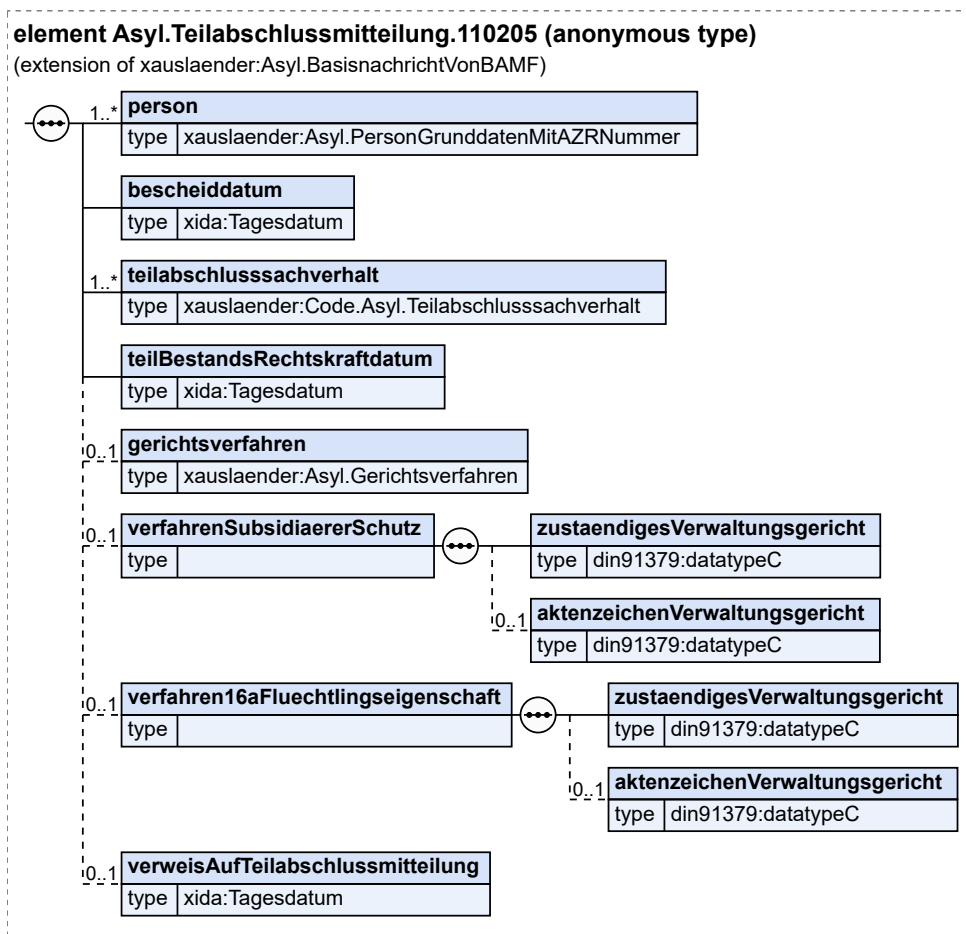 element Asyl.Teilabschlussmitteilung.110205 (anonymous type)
(extension of xauslaender:Asyl.BasisnachrichtVonBAMF)
1..* person
type xauslaender:Asyl.PersonGrunddatenMitAZRNummer
bescheiddatum
type xida:Tagesdatum
1..* teilabschlusssachverhalt
type xauslaender:Code.Asyl.Teilabschlusssachverhalt
teilBestandsRechtskraftdatum
type xida:Tagesdatum
0..1 gerichtsverfahren
type xauslaender:Asyl.Gerichtsverfahren
0..1 verfahrenSubsidiaererSchutz
type
zustaendigesVerwaltungsgericht
type din91379:datatypeC
0..1 aktenzeichenVerwaltungsgericht
type din91379:datatypeC
0..1 verfahren16aFluechtlingseigenschaft
type
zustaendigesVerwaltungsgericht
type din91379:datatypeC
0..1 aktenzeichenVerwaltungsgericht
type din91379:datatypeC
0..1 verweisAufTeilabschlussmitteilung
type xida:Tagesdatum